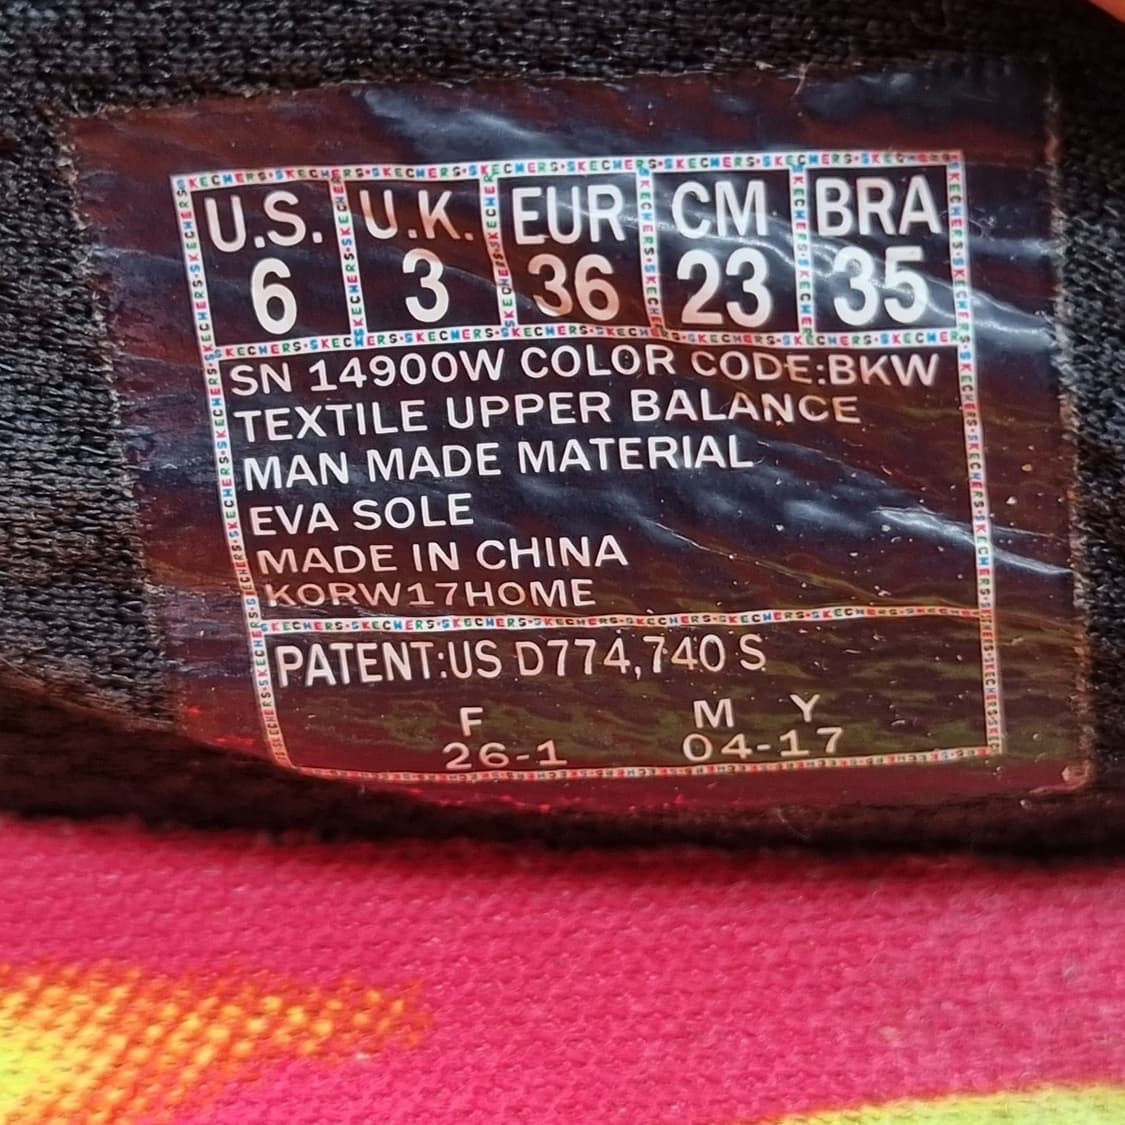 U.S. U.K. EUR CM BRA
6 3 36 23 35
SN 14900W COLOR CODE:BKW
TEXTILE UPPER BALANCE
MAN MADE MATERIAL
EVA SOLE
MADE IN CHINA
KORW17HOME
PATENT:US D774,740 S
F M Y
26-1 04-17
SKECHERS